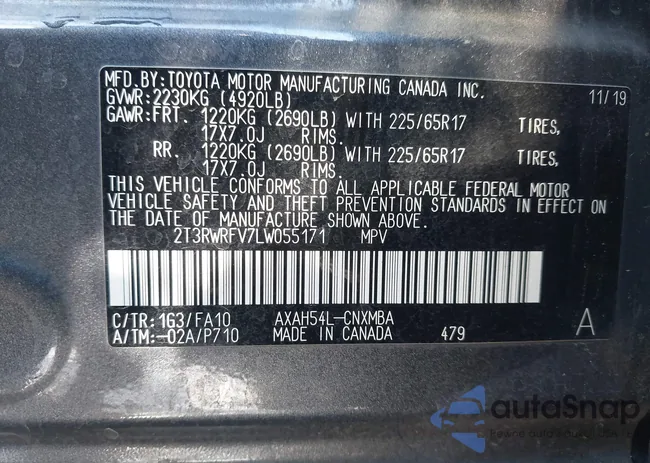 MFD. BY: TOYOTA MOTOR MANUFACTURING CANADA INC. 11/19
GVWR: 2230KG (4920LB)
GAWR: FRT. 1220KG (2690LB) WITH 225/65R17 TIRES,
17X7.0J RIMS.
RR. 1220KG (2690LB) WITH 225/65R17 TIRES,
17X7.0J RIMS.
THIS VEHICLE CONFORMS TO ALL APPLICABLE FEDERAL MOTOR
VEHICLE SAFETY AND THEFT PREVENTION STANDARDS IN EFFECT ON
THE DATE OF MANUFACTURE SHOWN ABOVE.
2T3RWRFV7LW055171 MPV
C/TR: 1G3/FA10 AXAH54L-CNXMBA A
A/TM: -02A/P710 MADE IN CANADA 479
autoSnap